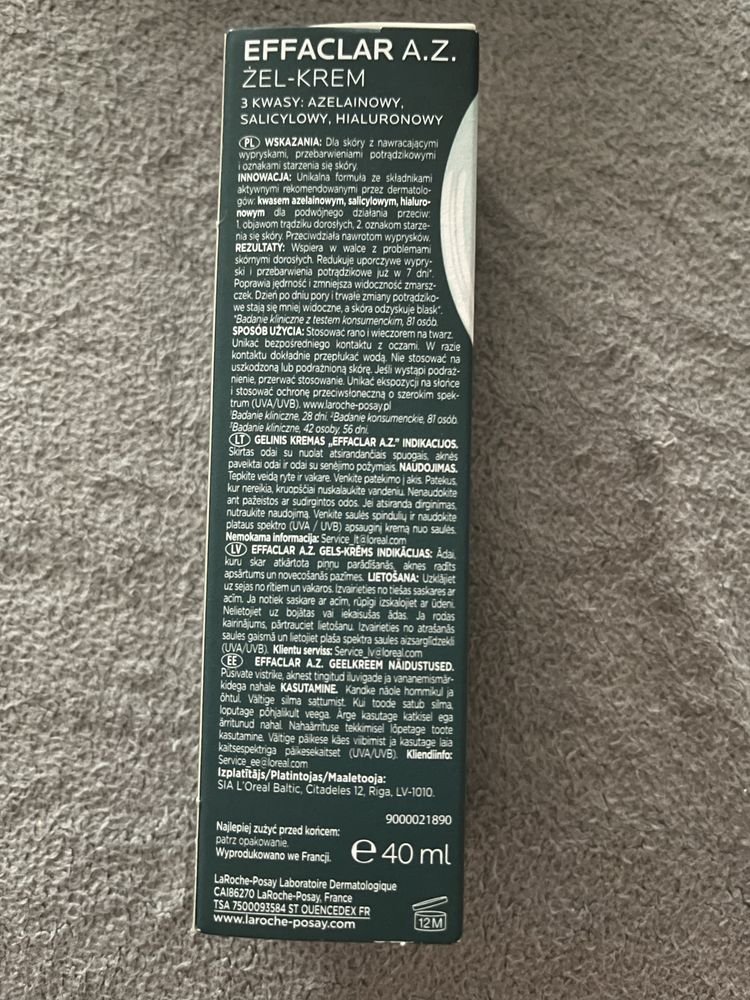 EFFACLAR A.Z.
ŻEL-KREM
3 KWASY: AZELAINOWY,
SALICYLOWY, HIALURONOWY
PL WSKAZANIA: Dla skóry z nawracającymi
wypryskami, przebarwieniami potrądzikowymi
i oznakami starzenia się skóry.
INNOWACJA: Unikalna formuła ze składnikami
aktywnymi rekomendowanymi przez dermatolo-
gów: kwasem azelainowym, salicylowym, hialuro-
nowym dla podwójnego działania przeciw:
1. objawom trądziku dorosłych, 2. oznakom starze-
nia się skóry. Przeciwdziała nawrotom wyprysków.
REZULTATY: Wspiera w walce z problemami
skórnymi dorosłych. Redukuje uporczywe wypry-
ski i przebarwienia potrądzikowe już w 7 dni*.
Poprawia jędrność i zmniejsza widoczność zmarsz-
czek. Dzień po dniu pory i trwałe zmiany potrądziko-
we stają się mniej widoczne, a skóra odzyskuje blask*.
*Badanie kliniczne z testem konsumenckim, 81 osób.
SPOSÓB UŻYCIA: Stosować rano i wieczorem na twarz.
Unikać bezpośredniego kontaktu z oczami. W razie
kontaktu dokładnie przepłukać wodą. Nie stosować na
uszkodzoną lub podrażnioną skórę. Jeśli wystąpi podraż-
nienie, przerwać stosowanie. Unikać ekspozycji na słońce
i stosować ochronę przeciwsłoneczną o szerokim spek-
trum (UVA/UVB). www.laroche-posay.pl
¹Badanie kliniczne, 28 dni. ²Badanie konsumenckie, 81 osób.
³Badanie kliniczne, 42 osoby, 56 dni.
LT GELINIS KREMAS „EFFACLAR A.Z." INDIKACIJOS.
Skirtas odai su nuolat atsirandančiais spuogais, aknės
paveiktai odai ir odai su senėjimo požymiais. NAUDOJIMAS.
Tepkite veidą ryte ir vakare. Venkite patekimo į akis. Patekus,
kur nereikia, kruopščiai nuskalaukite vandeniu. Nenaudokite
ant pažeistos ar sudirgintos odos. Jei atsiranda dirginimas,
nutraukite naudojimą. Venkite saulės spindulių ir naudokite
plataus spektro (UVA / UVB) apsauginį kremą nuo saulės.
Nemokama informacija: Service_lt@loreal.com
LV EFFACLAR A.Z. GELS-KRĒMS INDIKĀCIJAS: Ādai,
kuru skar atkārtota pinņu parādīšanās, aknes radīts
apsārtums un novecošanās pazīmes. LIETOŠANA: Uzklājiet
uz sejas no rītiem un vakaros. Izvairieties no tiešas saskares ar
acīm. Ja notiek saskare ar acīm, rūpīgi izskalojiet ar ūdeni.
Nelietojiet uz bojātas vai iekaisušas ādas. Ja rodas
kairinājums, pārtrauciet lietošanu. Izvairieties no atrašanās
saules gaismā un lietojiet plaša spektra saules aizsarglīdzekli
(UVA/UVB). Klientu serviss: Service_lv@loreal.com
EE EFFACLAR A.Z. GEELKREEM NÄIDUSTUSED.
Püsivate vistrike, aknest tingitud iluvigade ja vananemismär-
kidega nahale. KASUTAMINE. Kandke näole hommikul ja
õhtul. Vältige silma sattumist. Kui toode satub silma,
loputage põhjalikult veega. Ärge kasutage katkisel ega
ärritunud nahal. Nahaärrituse tekkimisel lõpetage toote
kasutamine. Vältige päikese käes viibimist ja kasutage laia
kaitsespektriga päikesekaitset (UVA/UVB). Kliendiinfo:
Service_ee@loreal.com
Izplatītājs/Platintojas/Maaletooja:
SIA L'Oreal Baltic, Citadeles 12, Riga, LV-1010.
9000021890
Najlepiej zużyć przed końcem:
patrz opakowanie.
Wyprodukowano we Francji.
e 40 ml
LaRoche-Posay Laboratoire Dermatologique
CAI86270 LaRoche-Posay, France
TSA 7500093584 ST OUENCEDEX FR
www.laroche-posay.com
12M